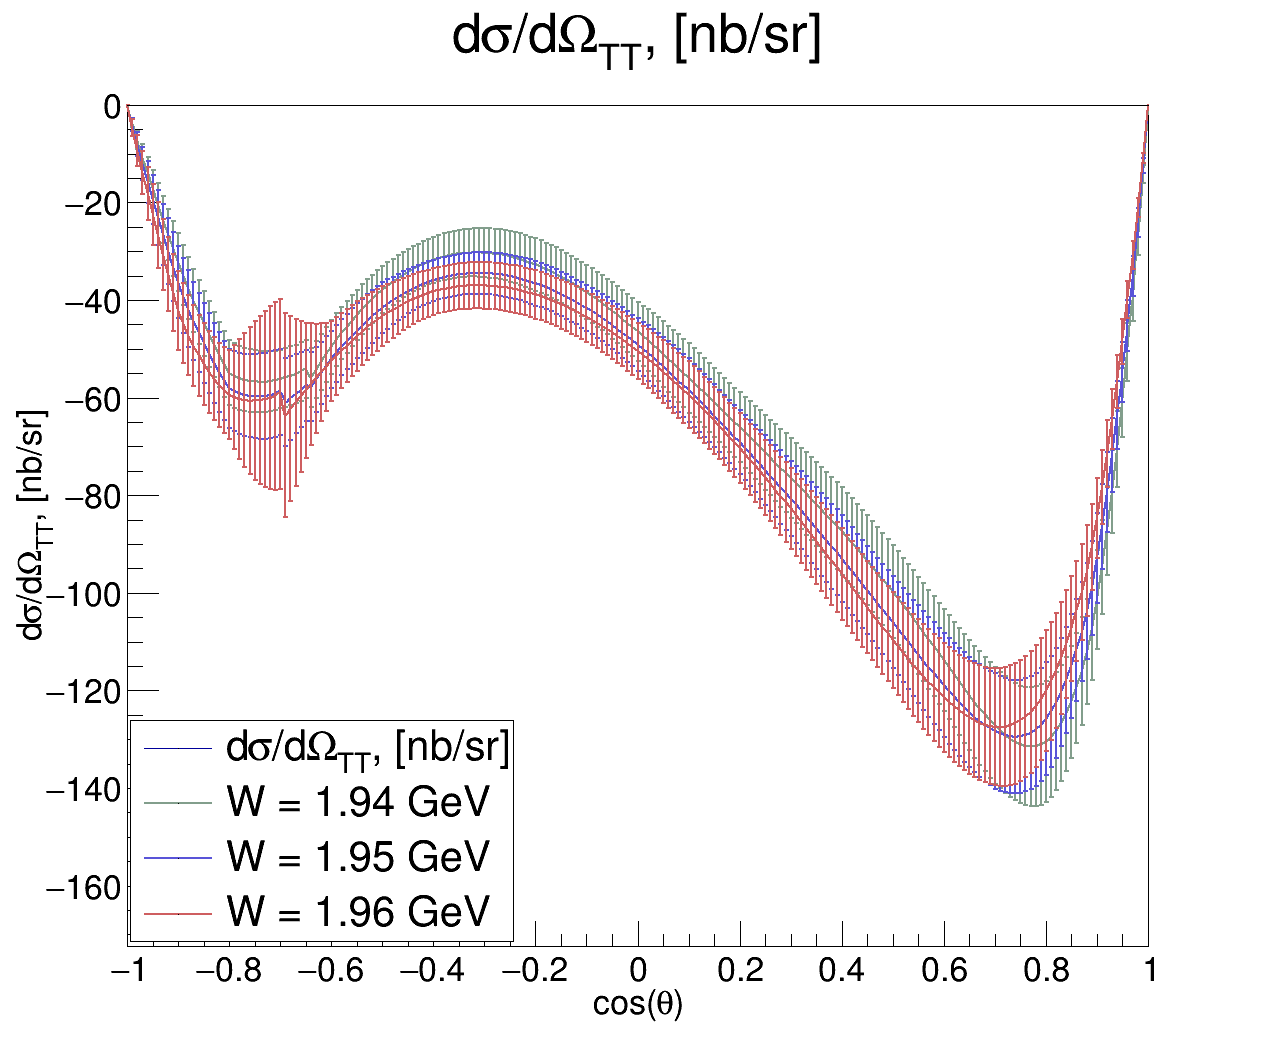 dσ/dΩTT, [nb/sr]
dσ/dΩTT, [nb/sr]
0
−20
−40
−60
−80
−100
−120
−140
−160
dσ/dΩTT, [nb/sr]
W = 1.94 GeV
W = 1.95 GeV
W = 1.96 GeV
−1 −0.8 −0.6 −0.4 −0.2 0 0.2 0.4 0.6 0.8 1
cos(θ)